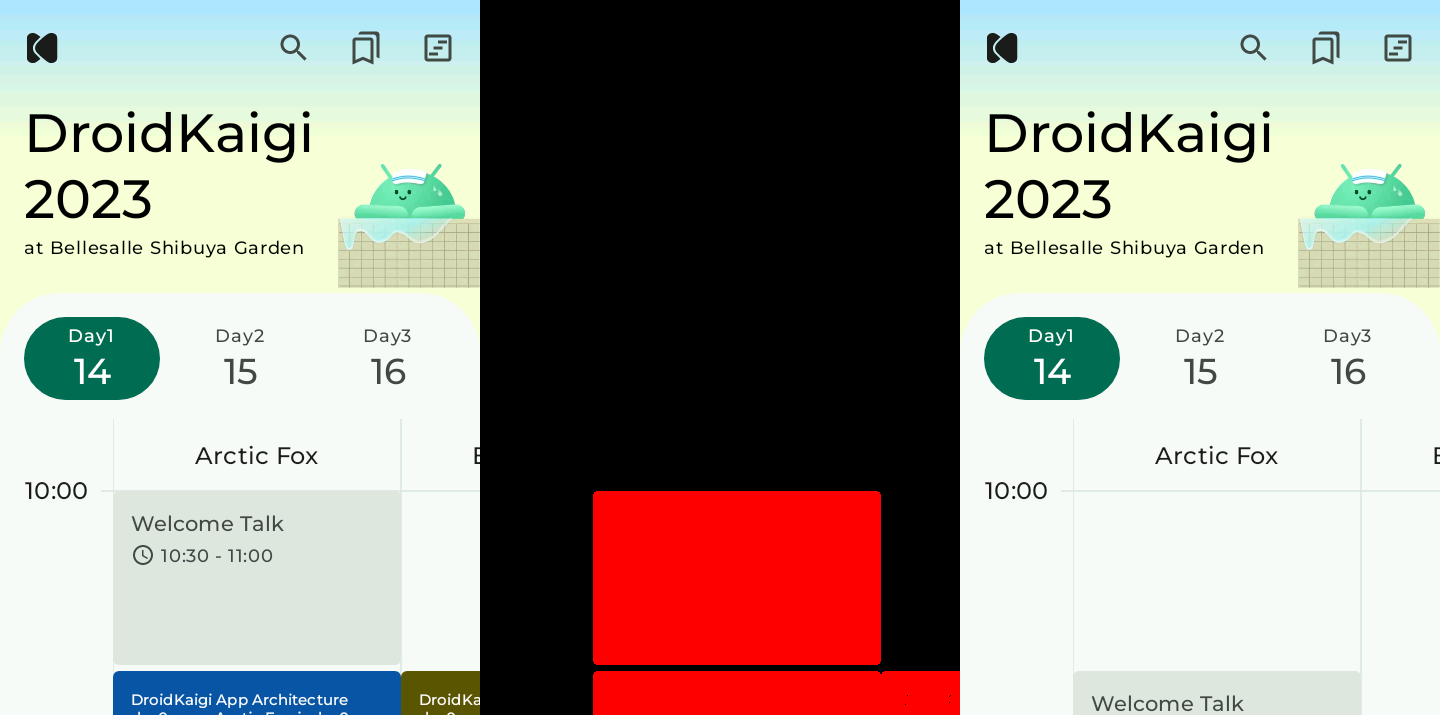 DroidKaigi
2023
at Bellesalle Shibuya Garden
Day1 Day2 Day3
14 15 16
Arctic Fox
10:00
Welcome Talk
10:30 - 11:00
DroidKaigi App Architecture
DroidKa
DroidKaigi
2023
at Bellesalle Shibuya Garden
Day1 Day2 Day3
14 15 16
Arctic Fox
10:00
Welcome Talk